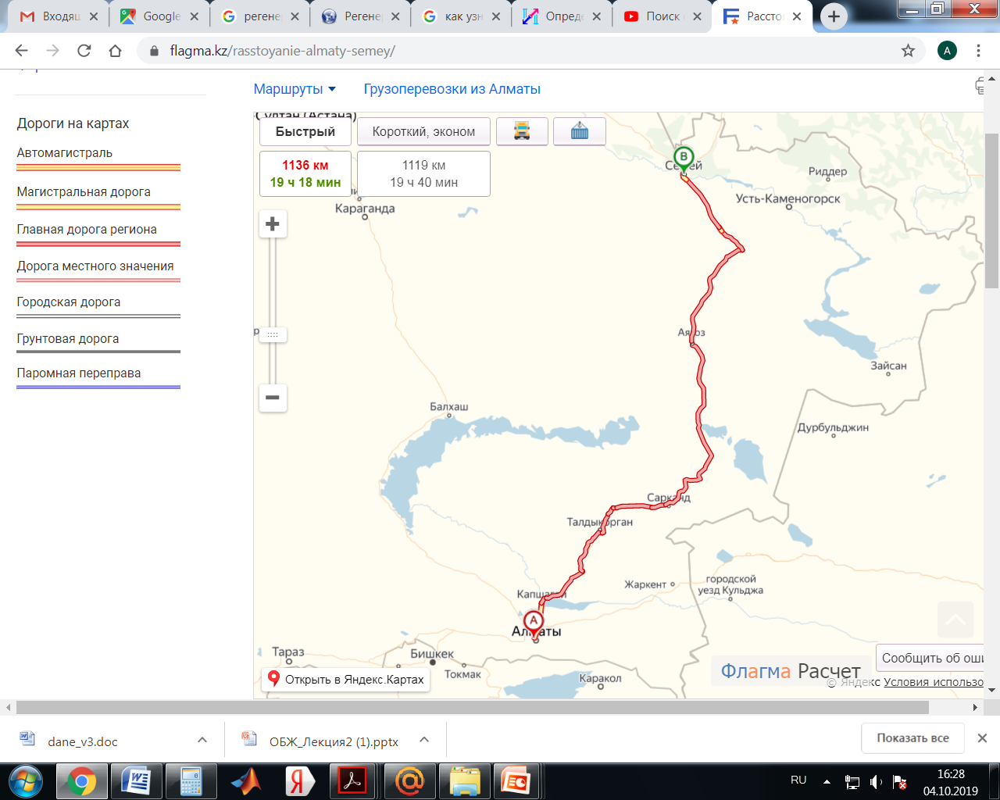 Входящ
Google
регене
Регене
как узн
Опреде
Поиск
Рассто
flagma.kz/rasstoyanie-almaty-semey/
A
Маршруты
Грузоперевозки из Алматы
Дороги на картах
Автомагистраль
Магистральная дорога
Главная дорога региона
Дорога местного значения
Городская дорога
Грунтовая дорога
Паромная переправа
Султан (Астана)
Быстрый
Короткий, эконом
1136 км
19 ч 18 мин
1119 км
19 ч 40 мин
B
Семей
Риддер
Усть-Каменогорск
Караганда
Аягоз
Зайсан
Балхаш
Дурбульджин
Сарканд
Талдыкорган
Жаркент
городской
уезд Кульджа
Капшагай
A
Алматы
Тараз
Бишкек
Токмак
Каракол
Открыть в Яндекс.Картах
Флагма Расчет
Сообщить об оши
© Яндекс Условия использо
dane_v3.doc
ОБЖ_Лекция2 (1).pptx
Показать все
RU
16:28
04.10.2019